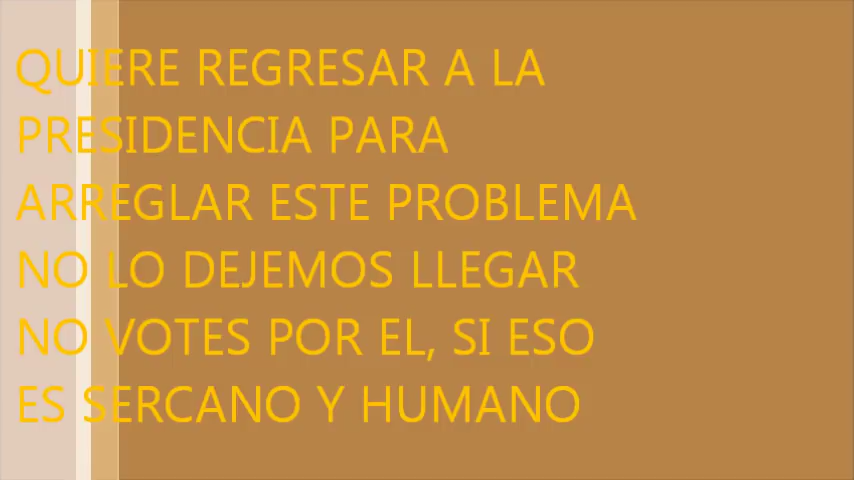 QUIERE REGRESAR A LA
PRESIDENCIA PARA
ARREGLAR ESTE PROBLEMA
NO LO DEJEMOS LLEGAR
NO VOTES POR EL, SI ESO
ES SERCANO Y HUMANO